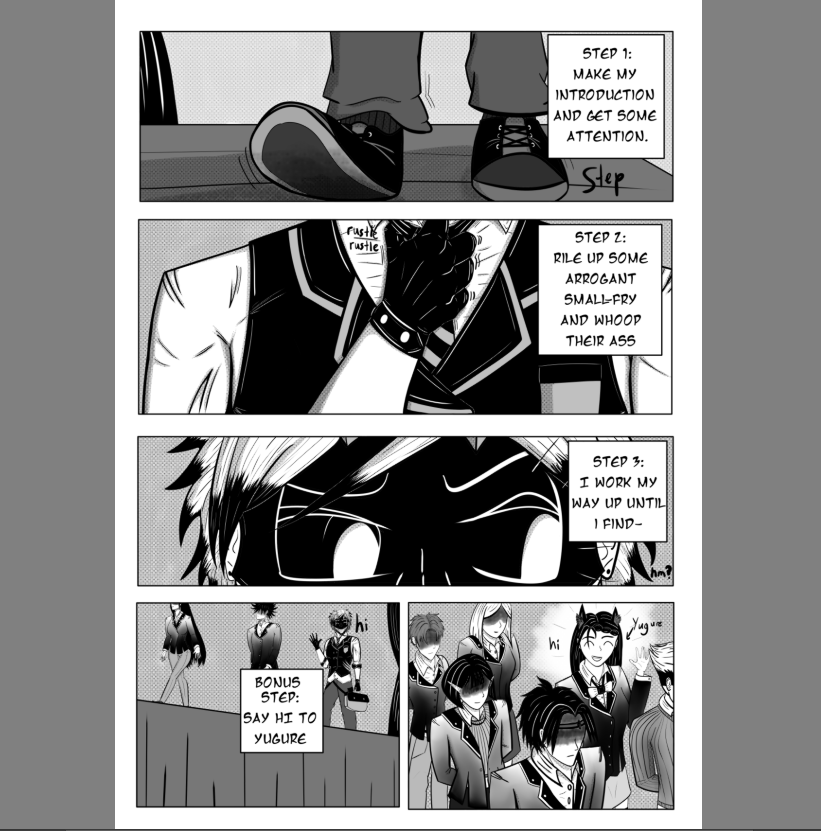 STEP 1:
MAKE MY
INTRODUCTION
AND GET SOME
ATTENTION.
Step
rustle
rustle
STEP 2:
RILE UP SOME
ARROGANT
SMALL-FRY
AND WHOOP
THEIR ASS
STEP 3:
I WORK MY
WAY UP UNTIL
I FIND-
hm?
hi
BONUS
STEP:
SAY HI TO
YUGURE
hi
Yugure